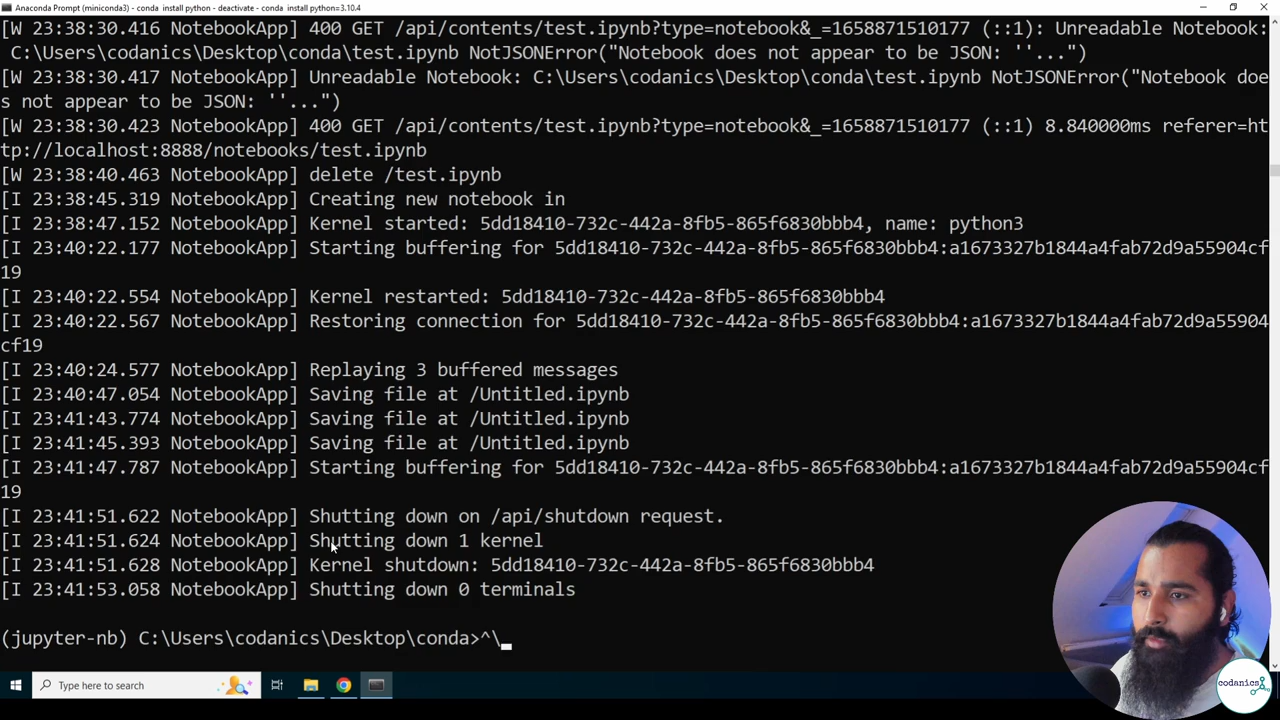 Anaconda Prompt (miniconda3) - conda install python - deactivate - conda install python=3.10.4
[W 23:38:30.416 NotebookApp] 400 GET /api/contents/test.ipynb?type=notebook&_=1658871510177 (::1): Unreadable Notebook:
C:\Users\codanics\Desktop\conda\test.ipynb NotJSONError("Notebook does not appear to be JSON: ''...")
[W 23:38:30.417 NotebookApp] Unreadable Notebook: C:\Users\codanics\Desktop\conda\test.ipynb NotJSONError("Notebook doe
s not appear to be JSON: ''...")
[W 23:38:30.423 NotebookApp] 400 GET /api/contents/test.ipynb?type=notebook&_=1658871510177 (::1) 8.840000ms referer=ht
tp://localhost:8888/notebooks/test.ipynb
[W 23:38:40.463 NotebookApp] delete /test.ipynb
[I 23:38:45.319 NotebookApp] Creating new notebook in
[I 23:38:47.152 NotebookApp] Kernel started: 5dd18410-732c-442a-8fb5-865f6830bbb4, name: python3
[I 23:40:22.177 NotebookApp] Starting buffering for 5dd18410-732c-442a-8fb5-865f6830bbb4:a1673327b1844a4fab72d9a55904cf
19
[I 23:40:22.554 NotebookApp] Kernel restarted: 5dd18410-732c-442a-8fb5-865f6830bbb4
[I 23:40:22.567 NotebookApp] Restoring connection for 5dd18410-732c-442a-8fb5-865f6830bbb4:a1673327b1844a4fab72d9a55904
cf19
[I 23:40:24.577 NotebookApp] Replaying 3 buffered messages
[I 23:40:47.054 NotebookApp] Saving file at /Untitled.ipynb
[I 23:41:43.774 NotebookApp] Saving file at /Untitled.ipynb
[I 23:41:45.393 NotebookApp] Saving file at /Untitled.ipynb
[I 23:41:47.787 NotebookApp] Starting buffering for 5dd18410-732c-442a-8fb5-865f6830bbb4:a1673327b1844a4fab72d9a55904cf
19
[I 23:41:51.622 NotebookApp] Shutting down on /api/shutdown request.
[I 23:41:51.624 NotebookApp] Shutting down 1 kernel
[I 23:41:51.628 NotebookApp] Kernel shutdown: 5dd18410-732c-442a-8fb5-865f6830bbb4
[I 23:41:53.058 NotebookApp] Shutting down 0 terminals
(jupyter-nb) C:\Users\codanics\Desktop\conda>^\
Type here to search
codanics